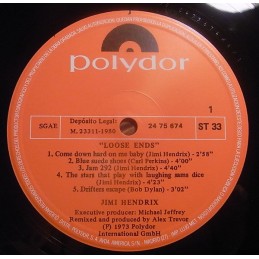 polydor
1
SGAE
Depósito Legal:
M. 23311-1980
24 75 674
ST 33
"LOOSE ENDS"
1. Come down hard on me baby (Jimi Hendrix) - 2'58"
2. Blue suede shoes (Carl Perkins) - 4'00"
3. Jam 292 (Jimi Hendrix) - 4'40"
4. The stars that play with laughing sams dice
(Jimi Hendrix) - 4'23"
5. Drifters escape (Bob Dylan) - 3'02"
JIMI HENDRIX
Executive producer: Michael Jeffrey
Remixed and produced by Alex Trevor
(P) 1973 Polydor
International GmbH